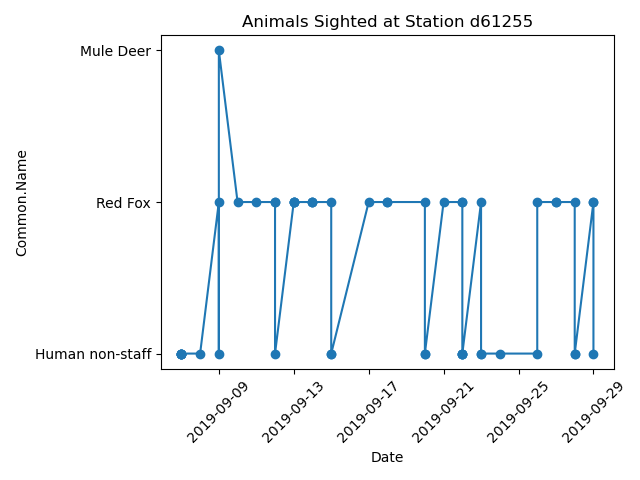 Animals Sighted at Station d61255
Common.Name
Mule Deer
Red Fox
Human non-staff
2019-09-09
2019-09-13
2019-09-17
2019-09-21
2019-09-25
2019-09-29
Date